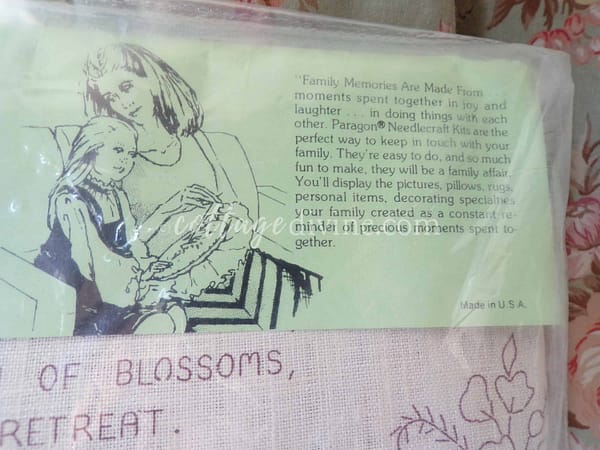 "Family Memories Are Made From . . .
moments spent together in joy and
laughter . . . in doing things with each
other. Paragon® Needlecraft Kits are the
perfect way to keep in touch with your
family. They're easy to do, and so much
fun to make, they will be a family affair.
You'll display the pictures, pillows, rugs,
personal items, decorating specialties
your family created as a constant re-
minder of precious moments spent to-
gether.
Made in U.S.A.
OF BLOSSOMS,
RETREAT.